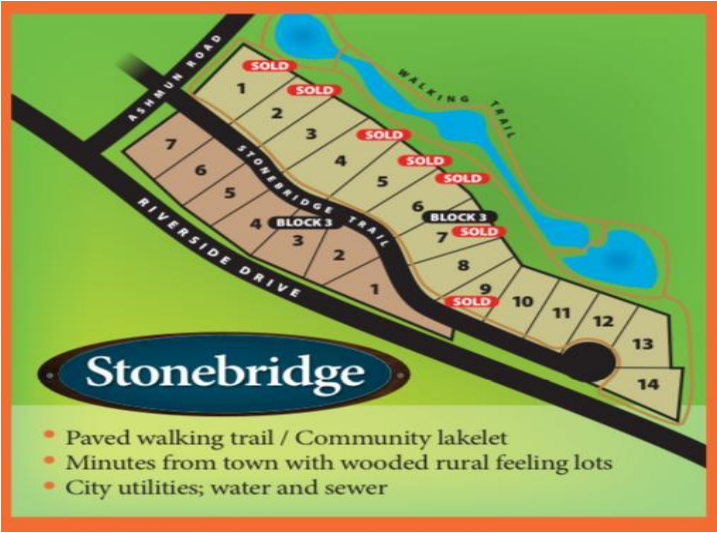 ASHMUN ROAD
WALKING TRAIL
SOLD
1
SOLD
2
3
SOLD
4
SOLD
5
SOLD
6
BLOCK 3
7
SOLD
8
9
SOLD
10
11
12
13
14
STONEBRIDGE TRAIL
7
6
5
4
BLOCK 3
3
2
1
RIVERSIDE DRIVE
Stonebridge
• Paved walking trail / Community lakelet
• Minutes from town with wooded rural feeling lots
• City utilities; water and sewer